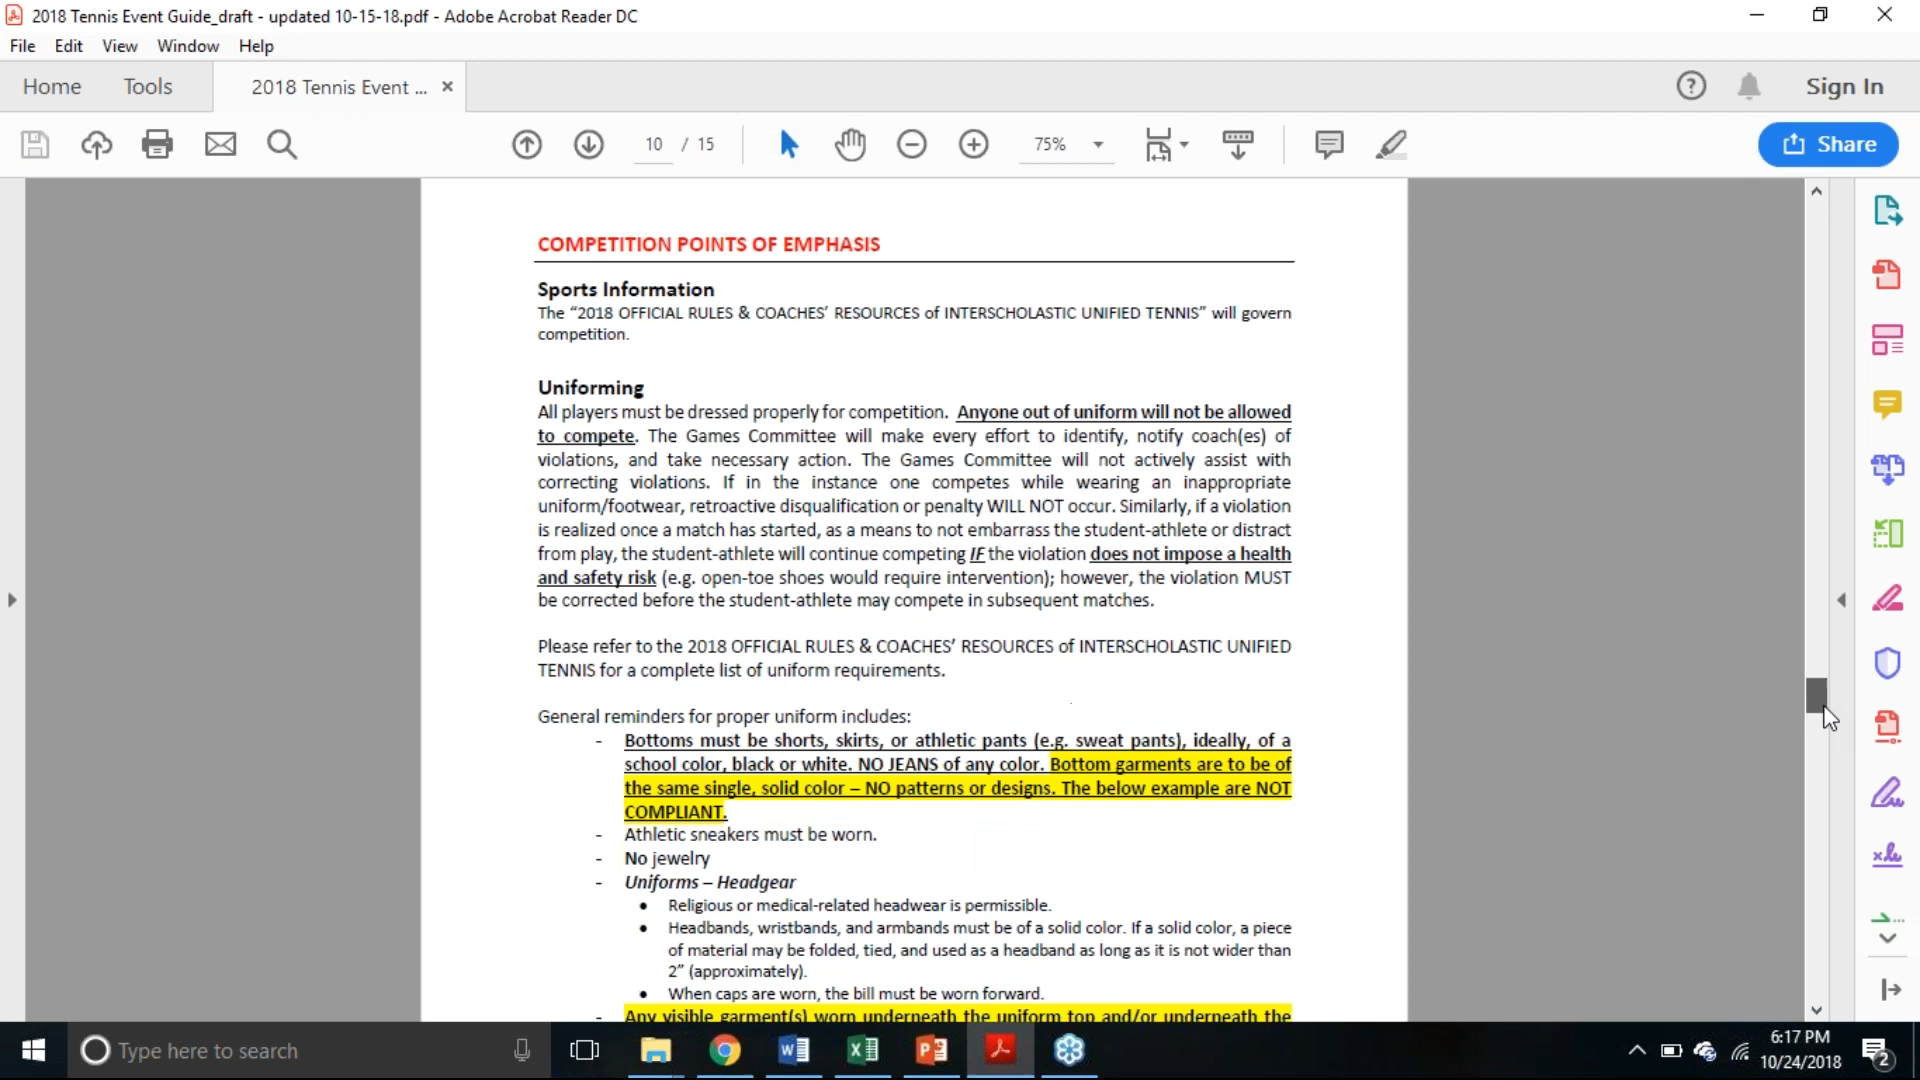 2018 Tennis Event Guide_draft - updated 10-15-18.pdf - Adobe Acrobat Reader DC
File Edit View Window Help
Home Tools 2018 Tennis Event ... ×
Sign In
10 / 15 75% Share
COMPETITION POINTS OF EMPHASIS
Sports Information
The “2018 OFFICIAL RULES & COACHES’ RESOURCES of INTERSCHOLASTIC UNIFIED TENNIS” will govern
competition.
Uniforming
All players must be dressed properly for competition. Anyone out of uniform will not be allowed
to compete. The Games Committee will make every effort to identify, notify coach(es) of
violations, and take necessary action. The Games Committee will not actively assist with
correcting violations. If in the instance one competes while wearing an inappropriate
uniform/footwear, retroactive disqualification or penalty WILL NOT occur. Similarly, if a violation
is realized once a match has started, as a means to not embarrass the student-athlete or distract
from play, the student-athlete will continue competing IF the violation does not impose a health
and safety risk (e.g. open-toe shoes would require intervention); however, the violation MUST
be corrected before the student-athlete may compete in subsequent matches.
Please refer to the 2018 OFFICIAL RULES & COACHES’ RESOURCES of INTERSCHOLASTIC UNIFIED
TENNIS for a complete list of uniform requirements.
General reminders for proper uniform includes:
- Bottoms must be shorts, skirts, or athletic pants (e.g. sweat pants), ideally, of a
school color, black or white. NO JEANS of any color. Bottom garments are to be of
the same single, solid color – NO patterns or designs. The below example are NOT
COMPLIANT.
- Athletic sneakers must be worn.
- No jewelry
- Uniforms – Headgear
• Religious or medical-related headwear is permissible.
• Headbands, wristbands, and armbands must be of a solid color. If a solid color, a piece
of material may be folded, tied, and used as a headband as long as it is not wider than
2” (approximately).
• When caps are worn, the bill must be worn forward.
- Any visible garment(s) worn underneath the uniform top and/or underneath the
Type here to search
6:17 PM
10/24/2018
2